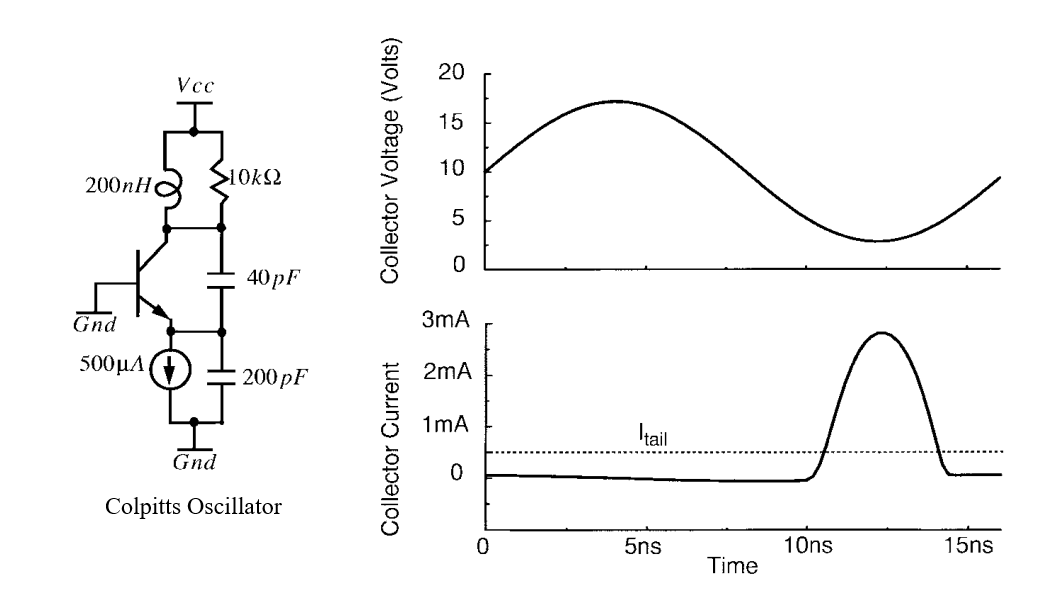 Vcc
200nH
10kΩ
40pF
Gnd
500μA
200pF
Gnd
Colpitts Oscillator
Collector Voltage (Volts)
20
15
10
5
0
Collector Current
3mA
2mA
1mA
0
I_tail
0 5ns 10ns 15ns
Time